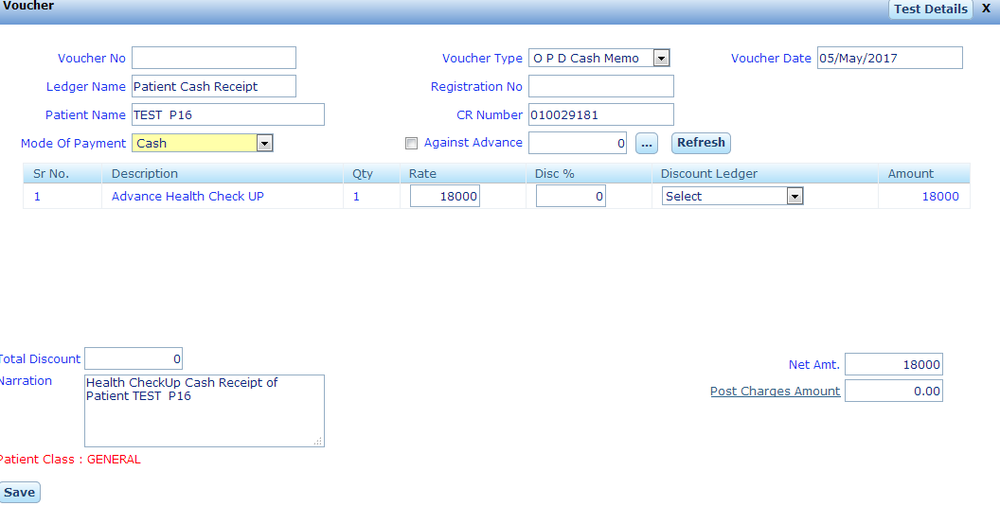 Voucher
Test Details X
Voucher No Voucher Type O P D Cash Memo Voucher Date 05/May/2017
Ledger Name Patient Cash Receipt Registration No
Patient Name TEST P16 CR Number 010029181
Mode Of Payment Cash Against Advance 0 ... Refresh
Sr No. Description Qty Rate Disc % Discount Ledger Amount
1 Advance Health Check UP 1 18000 0 Select 18000
Total Discount 0
Net Amt. 18000
Narration Health CheckUp Cash Receipt of
Patient TEST P16
Post Charges Amount 0.00
Patient Class : GENERAL
Save